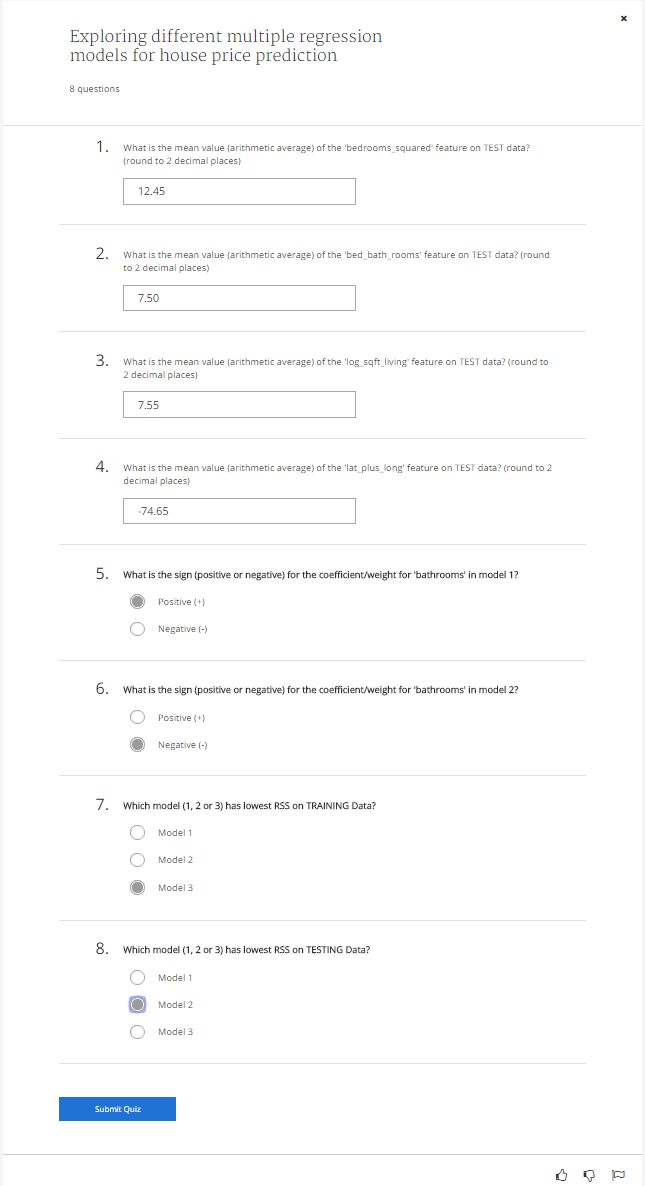 ×
Exploring different multiple regression
models for house price prediction
8 questions
1. What is the mean value (arithmetic average) of the 'bedrooms_squared' feature on TEST data?
(round to 2 decimal places)
12.45
2. What is the mean value (arithmetic average) of the 'bed_bath_rooms' feature on TEST data? (round
to 2 decimal places)
7.50
3. What is the mean value (arithmetic average) of the 'log_sqft_living' feature on TEST data? (round to
2 decimal places)
7.55
4. What is the mean value (arithmetic average) of the 'lat_plus_long' feature on TEST data? (round to 2
decimal places)
-74.65
5. What is the sign (positive or negative) for the coefficient/weight for 'bathrooms' in model 1?
Positive (+)
Negative (-)
6. What is the sign (positive or negative) for the coefficient/weight for 'bathrooms' in model 2?
Positive (+)
Negative (-)
7. Which model (1, 2 or 3) has lowest RSS on TRAINING Data?
Model 1
Model 2
Model 3
8. Which model (1, 2 or 3) has lowest RSS on TESTING Data?
Model 1
Model 2
Model 3
Submit Quiz